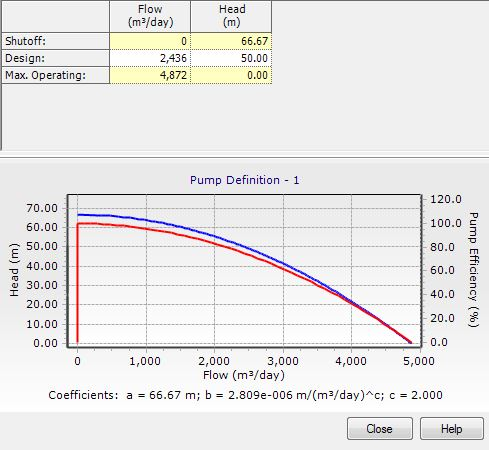 Flow Head
(m³/day) (m)
Shutoff: 0 66.67
Design: 2,436 50.00
Max. Operating: 4,872 0.00
Pump Definition - 1
Head (m)
70.00
60.00
50.00
40.00
30.00
20.00
10.00
0.00
120.0
100.0
80.0
60.0
40.0
20.0
0.0
Pump Efficiency (%)
0 1,000 2,000 3,000 4,000 5,000
Flow (m³/day)
Coefficients: a = 66.67 m; b = 2.809e-006 m/(m³/day)^c; c = 2.000
Close Help